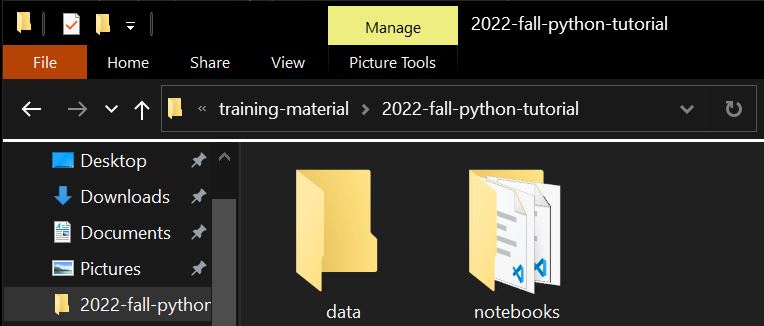 Manage
2022-fall-python-tutorial
File
Home
Share
View
Picture Tools
« training-material > 2022-fall-python-tutorial
Desktop
Downloads
Documents
Pictures
2022-fall-python
data
notebooks